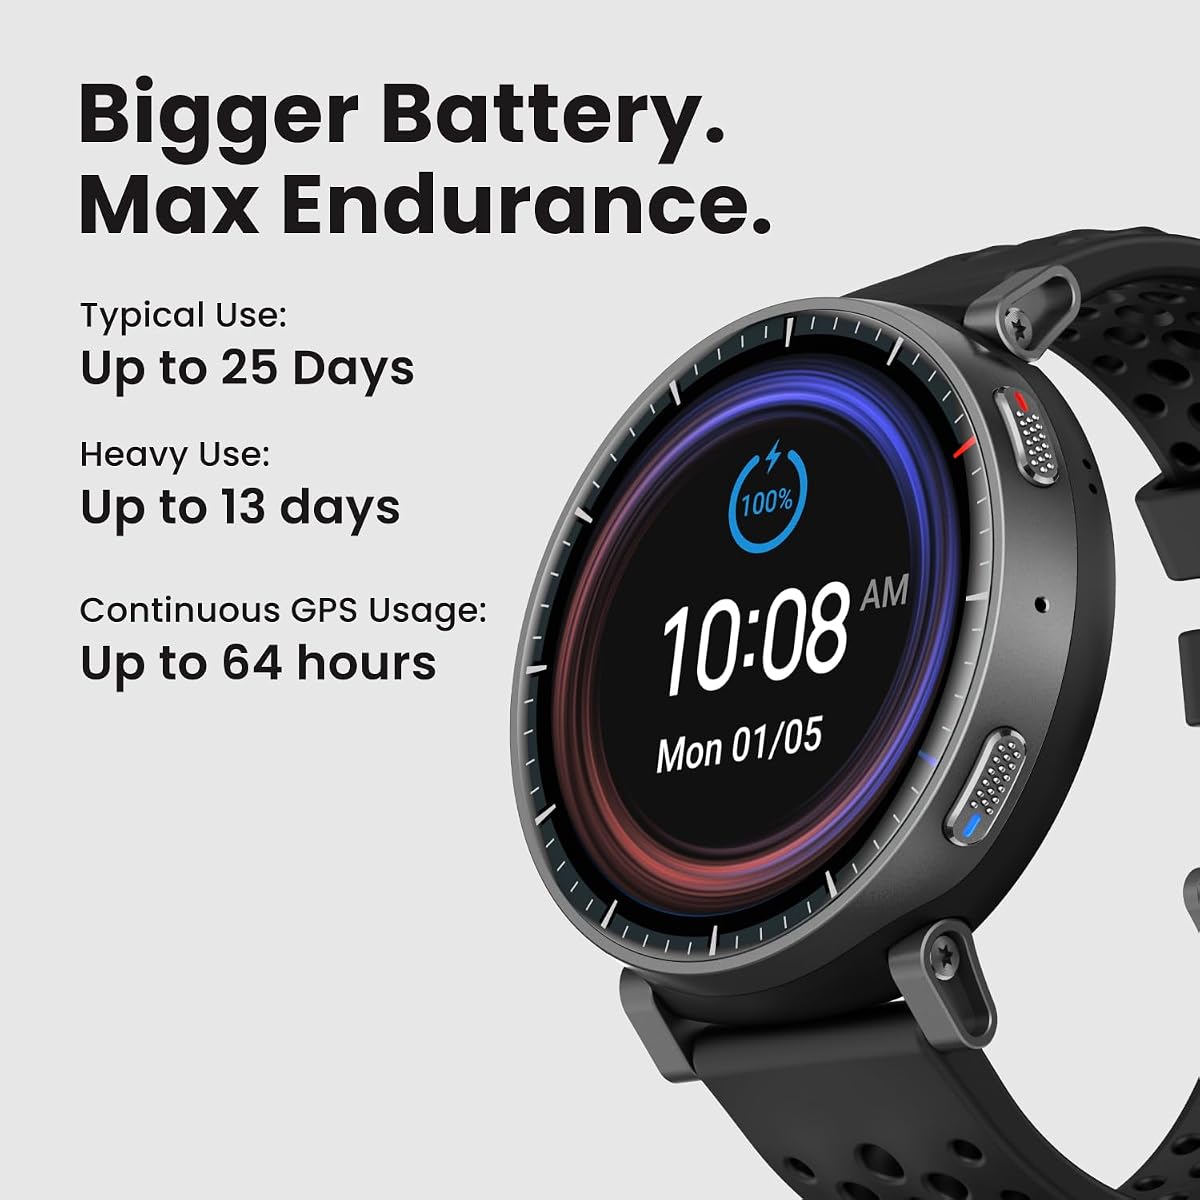 Bigger Battery.
Max Endurance.
Typical Use:
Up to 25 Days
Heavy Use:
Up to 13 days
Continuous GPS Usage:
Up to 64 hours
100%
10:08 AM
Mon 01/05